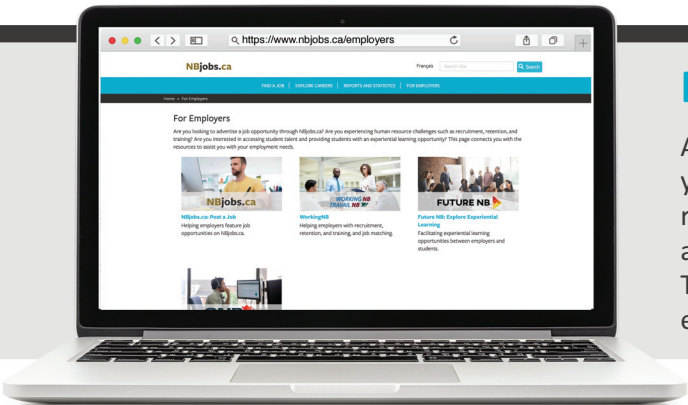 https://www.nbjobs.ca/employers
NBjobs.ca
Français
Search Site
Search
FIND A JOB | EXPLORE CAREERS | REPORTS AND STATISTICS | FOR EMPLOYERS
Home » For Employers
For Employers
Are you looking to advertise a job opportunity through NBjobs.ca? Are you experiencing human resource challenges such as recruitment, retention, and
training? Are you interested in accessing student talent and providing students with an experiential learning opportunity? This page connects you with the
resources to assist you with your employment needs.
NBjobs.ca
WORKING NB
TRAVAIL NB
FUTURE NB
NBjobs.ca: Post a Job
Helping employers feature job
opportunities on NBjobs.ca.
WorkingNB
Helping employers with recruitment,
retention, and training, and job matching.
Future NB: Explore Experiential
Learning
Facilitating experiential learning
opportunities between employers and
students.